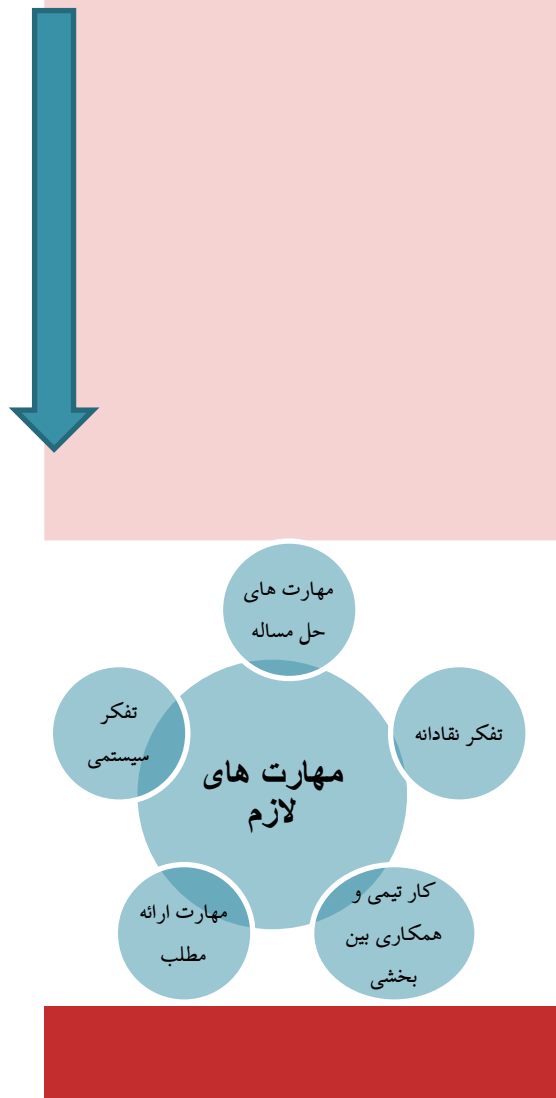 مهارت های
حل مساله
تفکر نقادانه
تفکر
سیستمی
مهارت های
لازم
کار تیمی و
همکاری بین
بخشی
مهارت ارائه
مطلب